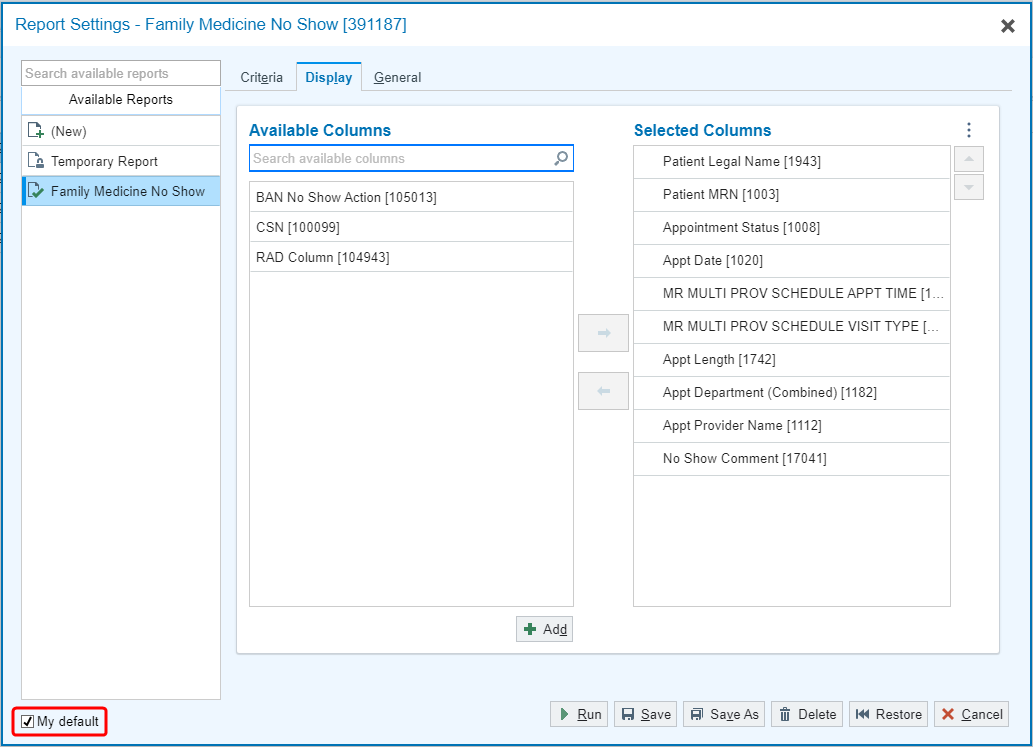 Report Settings - Family Medicine No Show [391187]
Search available reports
Available Reports
(New)
Temporary Report
Family Medicine No Show
Criteria
Display
General
Available Columns
Search available columns
BAN No Show Action [105013]
CSN [100099]
RAD Column [104943]
Add
Selected Columns
Patient Legal Name [1943]
Patient MRN [1003]
Appointment Status [1008]
Appt Date [1020]
MR MULTI PROV SCHEDULE APPT TIME [1...
MR MULTI PROV SCHEDULE VISIT TYPE [...
Appt Length [1742]
Appt Department (Combined) [1182]
Appt Provider Name [1112]
No Show Comment [17041]
My default
Run
Save
Save As
Delete
Restore
Cancel